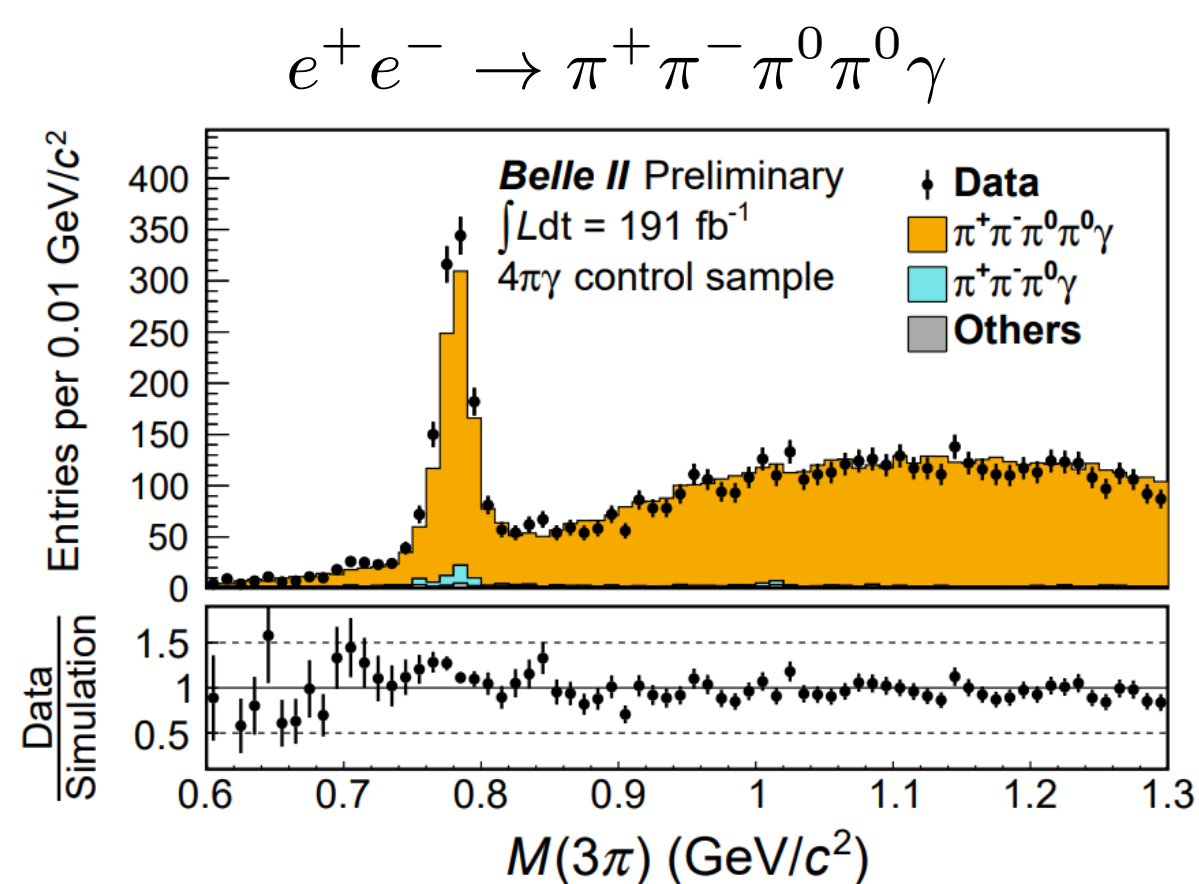 e⁺e⁻ → π⁺π⁻π⁰π⁰γ
Entries per 0.01 GeV/c²
400
350
300
250
200
150
100
50
0
Belle II Preliminary
∫Ldt = 191 fb⁻¹
4πγ control sample
Data
π⁺π⁻π⁰π⁰γ
π⁺π⁻π⁰γ
Others
Data
Simulation
1.5
1
0.5
0.6 0.7 0.8 0.9 1 1.1 1.2 1.3
M(3π) (GeV/c²)